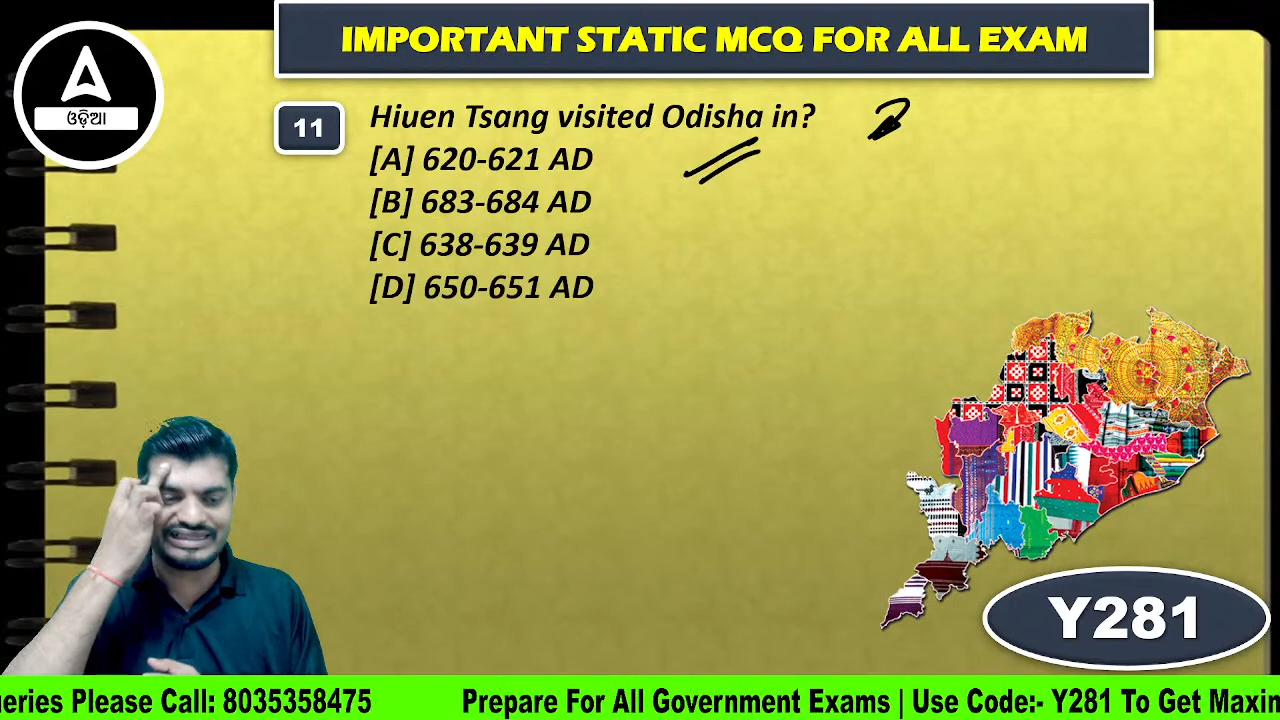 IMPORTANT STATIC MCQ FOR ALL EXAM
ଓଡ଼ିଆ
11
Hiuen Tsang visited Odisha in?
[A] 620-621 AD
[B] 683-684 AD
[C] 638-639 AD
[D] 650-651 AD
Y281
ueries Please Call: 8035358475
Prepare For All Government Exams | Use Code:- Y281 To Get Maxin